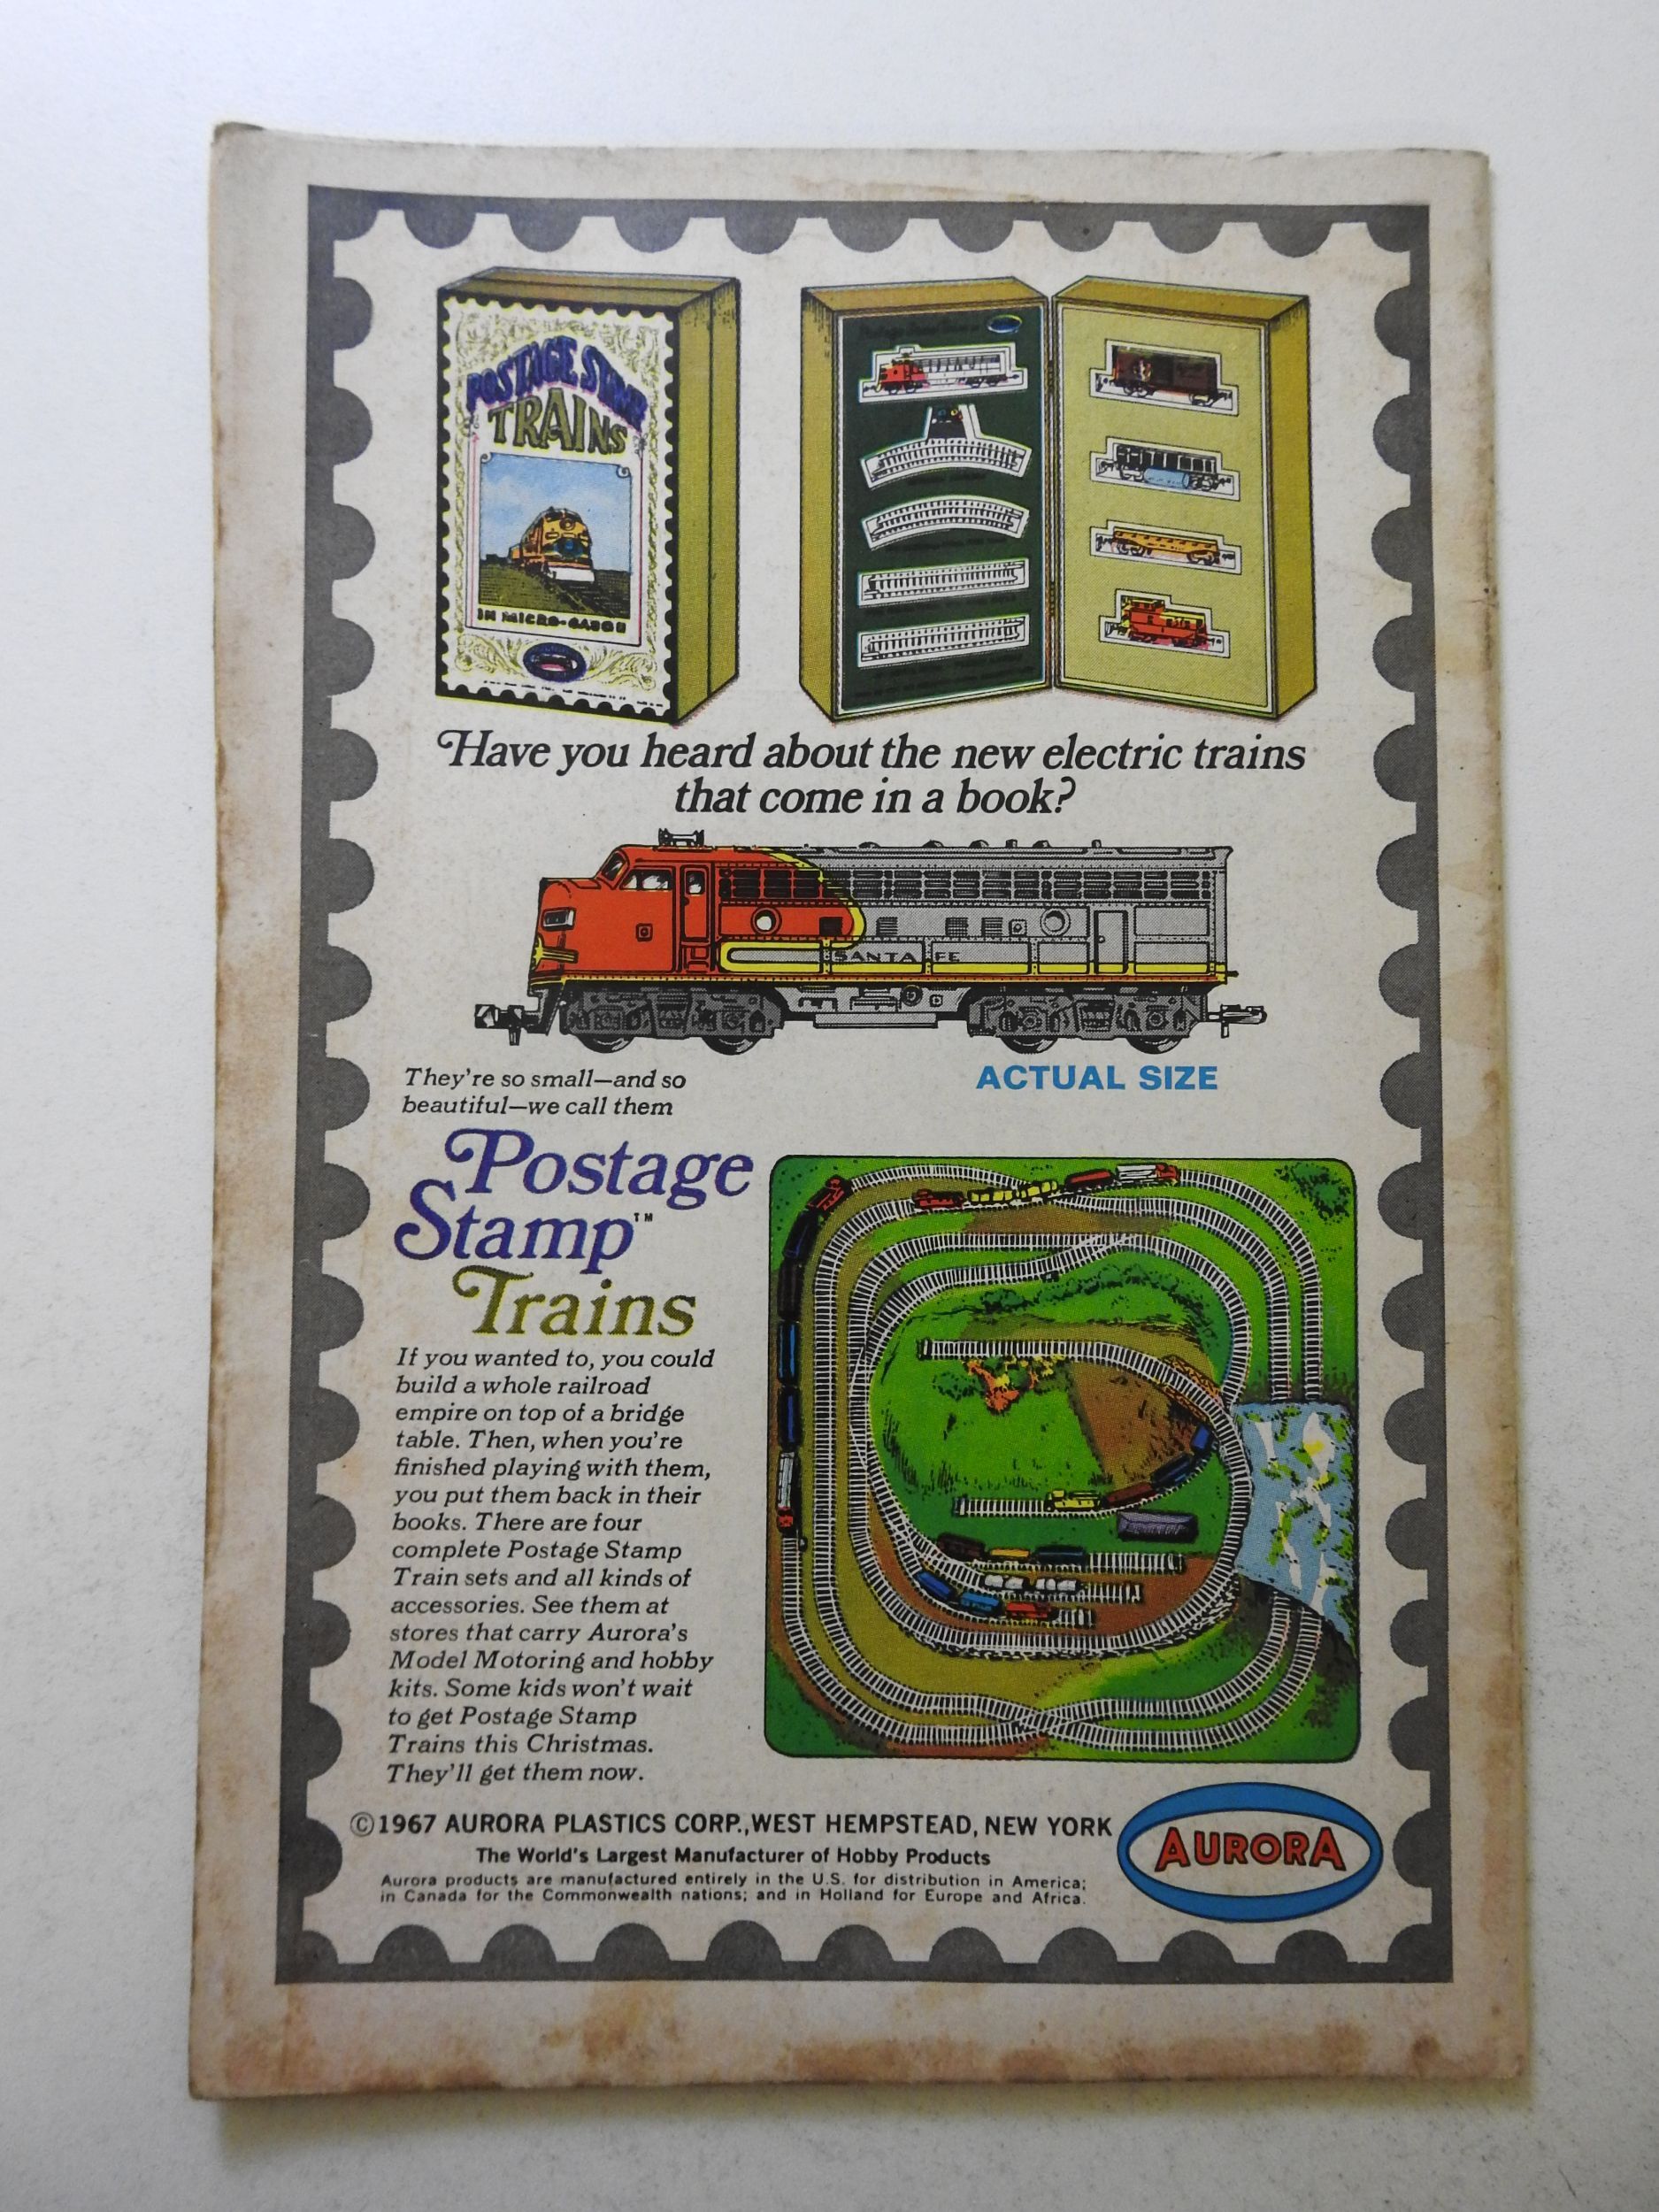 POSTAGE STAMP
TRAINS
IN MICRO-GAUGE
Have you heard about the new electric trains
that come in a book?
SANTA FE
They're so small—and so
beautiful—we call them
ACTUAL SIZE
Postage
Stamp™
Trains
If you wanted to, you could
build a whole railroad
empire on top of a bridge
table. Then, when you're
finished playing with them,
you put them back in their
books. There are four
complete Postage Stamp
Train sets and all kinds of
accessories. See them at
stores that carry Aurora's
Model Motoring and hobby
kits. Some kids won't wait
to get Postage Stamp
Trains this Christmas.
They'll get them now.
©1967 AURORA PLASTICS CORP., WEST HEMPSTEAD, NEW YORK
The World's Largest Manufacturer of Hobby Products
Aurora products are manufactured entirely in the U.S. for distribution in America;
in Canada for the Commonwealth nations; and in Holland for Europe and Africa.
AURORA